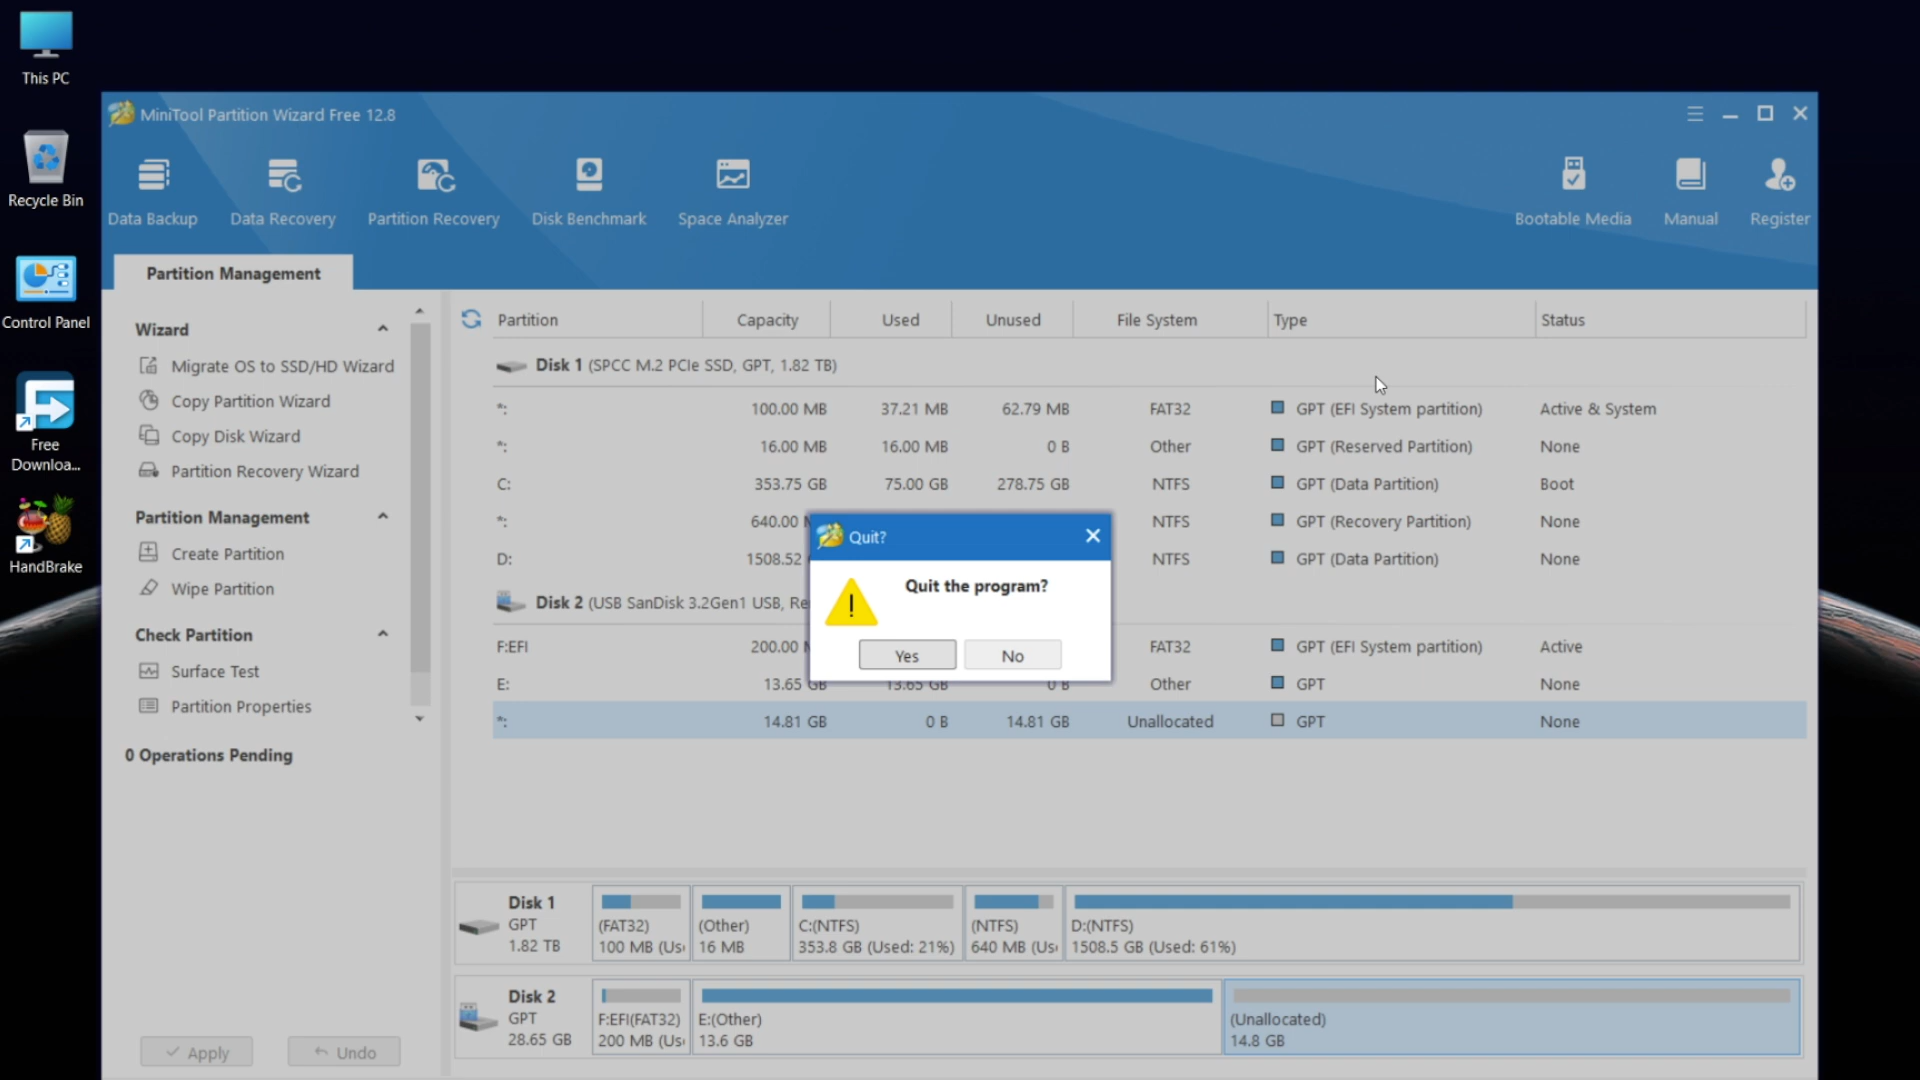 This PC
Recycle Bin
Control Panel
Free
Downloa...
HandBrake
MiniTool Partition Wizard Free 12.8
Data Backup
Data Recovery
Partition Recovery
Disk Benchmark
Space Analyzer
Bootable Media
Manual
Register
Partition Management
Wizard
Migrate OS to SSD/HD Wizard
Copy Partition Wizard
Copy Disk Wizard
Partition Recovery Wizard
Partition Management
Create Partition
Wipe Partition
Check Partition
Surface Test
Partition Properties
0 Operations Pending
Apply Undo
Partition Capacity Used Unused File System Type Status
Disk 1 (SPCC M.2 PCIe SSD, GPT, 1.82 TB)
*: 100.00 MB 37.21 MB 62.79 MB FAT32 GPT (EFI System partition) Active & System
*: 16.00 MB 16.00 MB 0 B Other GPT (Reserved Partition) None
C: 353.75 GB 75.00 GB 278.75 GB NTFS GPT (Data Partition) Boot
*: 640.00 NTFS GPT (Recovery Partition) None
D: 1508.52 NTFS GPT (Data Partition) None
Disk 2 (USB SanDisk 3.2Gen1 USB, Re
F:EFI 200.00 FAT32 GPT (EFI System partition) Active
E: 13.65 GB 13.65 GB 0 B Other GPT None
*: 14.81 GB 0 B 14.81 GB Unallocated GPT None
Quit?
Quit the program?
Yes No
Disk 1
GPT
1.82 TB
(FAT32)
100 MB (Us
(Other)
16 MB
C:(NTFS)
353.8 GB (Used: 21%)
(NTFS)
640 MB (Us
D:(NTFS)
1508.5 GB (Used: 61%)
Disk 2
GPT
28.65 GB
F:EFI(FAT32)
200 MB (Us
E:(Other)
13.6 GB
(Unallocated)
14.8 GB